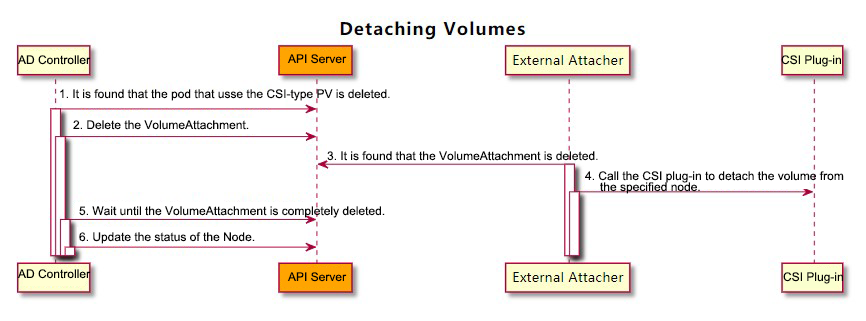 Detaching Volumes
AD Controller
API Server
External Attacher
CSI Plug-in
1. It is found that the pod that usse the CSI-type PV is deleted.
2. Delete the VolumeAttachment.
3. It is found that the VolumeAttachment is deleted.
4. Call the CSI plug-in to detach the volume from
the specified node.
5. Wait until the VolumeAttachment is completely deleted.
6. Update the status of the Node.
AD Controller
API Server
External Attacher
CSI Plug-in